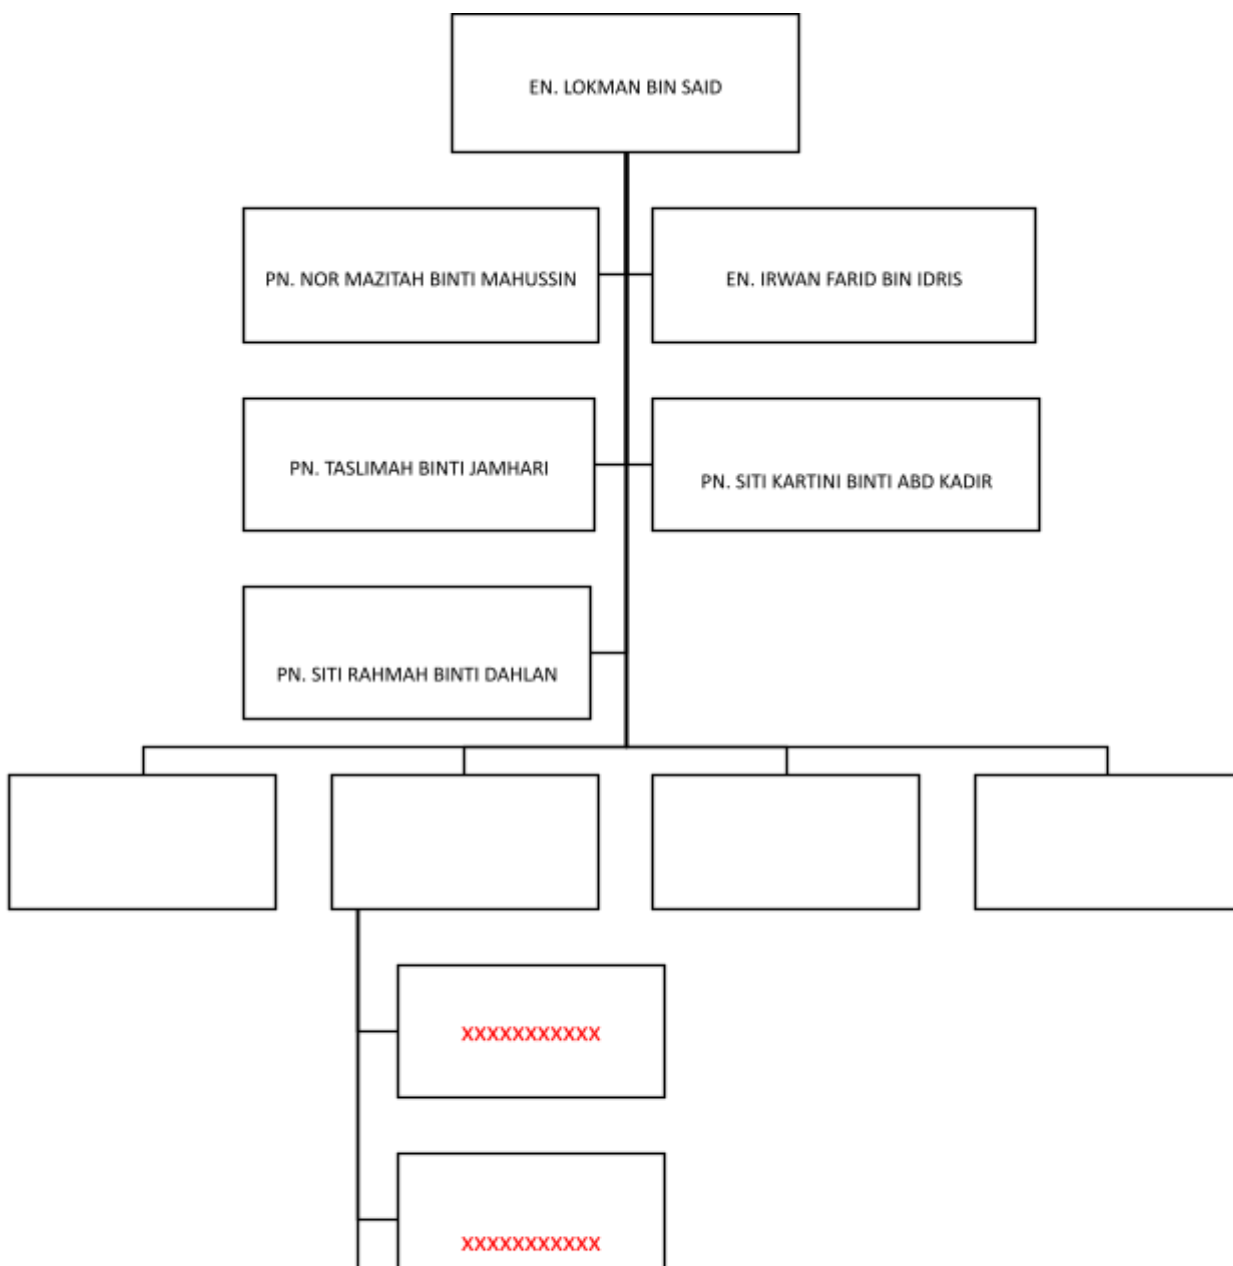 EN. LOKMAN BIN SAID
PN. NOR MAZITAH BINTI MAHUSSIN
EN. IRWAN FARID BIN IDRIS
PN. TASLIMAH BINTI JAMHARI
PN. SITI KARTINI BINTI ABD KADIR
PN. SITI RAHMAH BINTI DAHLAN
XXXXXXXXXXX
XXXXXXXXXXX